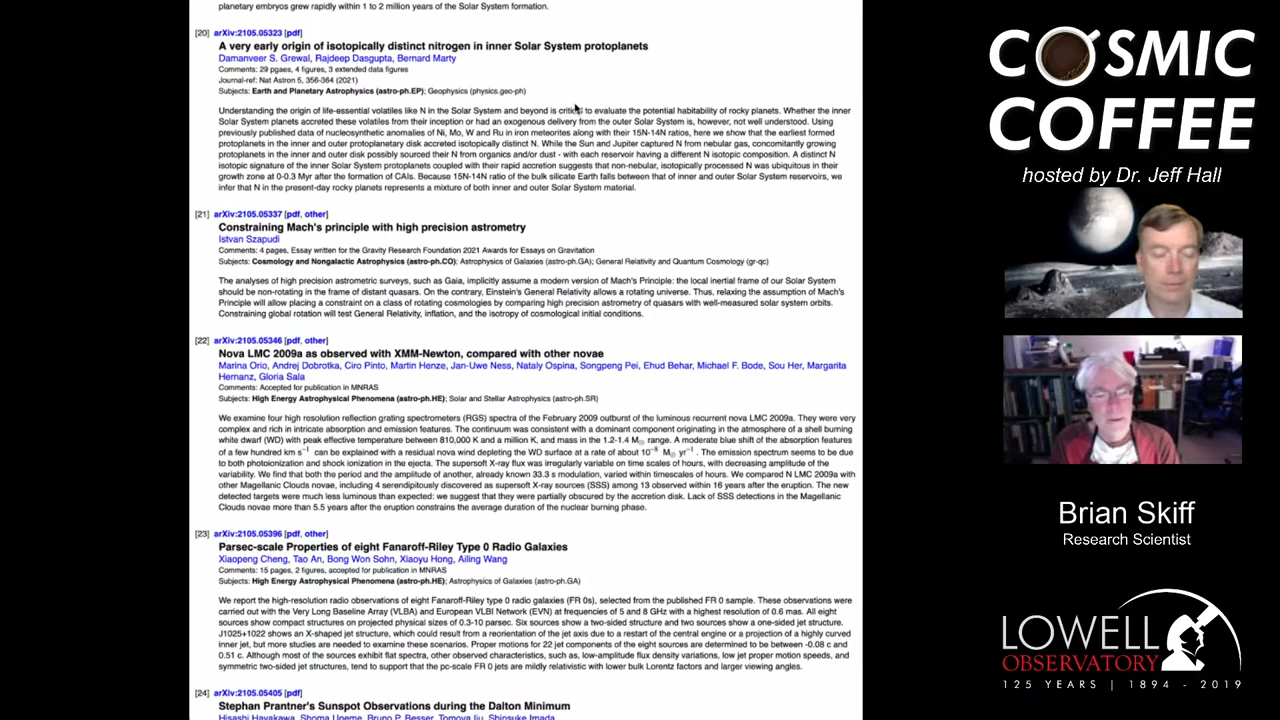 planetary embryos grew rapidly within 1 to 2 million years of the Solar System formation.
[20] arXiv:2105.05323 [pdf]
A very early origin of isotopically distinct nitrogen in inner Solar System protoplanets
Damanveer S. Grewal, Rajdeep Dasgupta, Bernard Marty
Comments: 29 pgaes, 4 figures, 3 extended data figures
Journal-ref: Nat Astron 5, 356-364 (2021)
Subjects: Earth and Planetary Astrophysics (astro-ph.EP); Geophysics (physics.geo-ph)
Understanding the origin of life-essential volatiles like N in the Solar System and beyond is critical to evaluate the potential habitability of rocky planets. Whether the inner
Solar System planets accreted these volatiles from their inception or had an exogenous delivery from the outer Solar System is, however, not well understood. Using
previously published data of nucleosynthetic anomalies of Ni, Mo, W and Ru in iron meteorites along with their 15N-14N ratios, here we show that the earliest formed
protoplanets in the inner and outer protoplanetary disk accreted isotopically distinct N. While the Sun and Jupiter captured N from nebular gas, concomitantly growing
protoplanets in the inner and outer disk possibly sourced their N from organics and/or dust - with each reservoir having a different N isotopic composition. A distinct N
isotopic signature of the inner Solar System protoplanets coupled with their rapid accretion suggests that non-nebular, isotopically processed N was ubiquitous in their
growth zone at 0-0.3 Myr after the formation of CAIs. Because 15N-14N ratio of the bulk silicate Earth falls between that of inner and outer Solar System reservoirs, we
infer that N in the present-day rocky planets represents a mixture of both inner and outer Solar System material.
[21] arXiv:2105.05337 [pdf, other]
Constraining Mach's principle with high precision astrometry
Istvan Szapudi
Comments: 4 pages, Essay written for the Gravity Research Foundation 2021 Awards for Essays on Gravitation
Subjects: Cosmology and Nongalactic Astrophysics (astro-ph.CO); Astrophysics of Galaxies (astro-ph.GA); General Relativity and Quantum Cosmology (gr-qc)
The analyses of high precision astrometric surveys, such as Gaia, implicitly assume a modern version of Mach's Principle: the local inertial frame of our Solar System
should be non-rotating in the frame of distant quasars. On the contrary, Einstein's General Relativity allows a rotating universe. Thus, relaxing the assumption of Mach's
Principle will allow placing a constraint on a class of rotating cosmologies by comparing high precision astrometry of quasars with well-measured solar system orbits.
Constraining global rotation will test General Relativity, inflation, and the isotropy of cosmological initial conditions.
[22] arXiv:2105.05346 [pdf, other]
Nova LMC 2009a as observed with XMM-Newton, compared with other novae
Marina Orio, Andrej Dobrotka, Ciro Pinto, Martin Henze, Jan-Uwe Ness, Nataly Ospina, Songpeng Pei, Ehud Behar, Michael F. Bode, Sou Her, Margarita
Hernanz, Gloria Sala
Comments: Accepted for publication in MNRAS
Subjects: High Energy Astrophysical Phenomena (astro-ph.HE); Solar and Stellar Astrophysics (astro-ph.SR)
We examine four high resolution reflection grating spectrometers (RGS) spectra of the February 2009 outburst of the luminous recurrent nova LMC 2009a. They were very
complex and rich in intricate absorption and emission features. The continuum was consistent with a dominant component originating in the atmosphere of a shell burning
white dwarf (WD) with peak effective temperature between 810,000 K and a million K, and mass in the 1.2-1.4 M⊙ range. A moderate blue shift of the absorption features
of a few hundred km s⁻¹ can be explained with a residual nova wind depleting the WD surface at a rate of about 10⁻⁸ M⊙ yr⁻¹. The emission spectrum seems to be due
to both photoionization and shock ionization in the ejecta. The supersoft X-ray flux was irregularly variable on time scales of hours, with decreasing amplitude of the
variability. We find that both the period and the amplitude of another, already known 33.3 s modulation, varied within timescales of hours. We compared N LMC 2009a with
other Magellanic Clouds novae, including 4 serendipitously discovered as supersoft X-ray sources (SSS) among 13 observed within 16 years after the eruption. The new
detected targets were much less luminous than expected: we suggest that they were partially obscured by the accretion disk. Lack of SSS detections in the Magellanic
Clouds novae more than 5.5 years after the eruption constrains the average duration of the nuclear burning phase.
[23] arXiv:2105.05396 [pdf, other]
Parsec-scale Properties of eight Fanaroff-Riley Type 0 Radio Galaxies
Xiaopeng Cheng, Tao An, Bong Won Sohn, Xiaoyu Hong, Ailing Wang
Comments: 15 pages, 2 figures, accepted for publication in MNRAS
Subjects: High Energy Astrophysical Phenomena (astro-ph.HE); Astrophysics of Galaxies (astro-ph.GA)
We report the high-resolution radio observations of eight Fanaroff-Riley type 0 radio galaxies (FR 0s), selected from the published FR 0 sample. These observations were
carried out with the Very Long Baseline Array (VLBA) and European VLBI Network (EVN) at frequencies of 5 and 8 GHz with a highest resolution of 0.6 mas. All eight
sources show compact structures on projected physical sizes of 0.3-10 parsec. Six sources show a two-sided structure and two sources show a one-sided jet structure.
J1025+1022 shows an X-shaped jet structure, which could result from a reorientation of the jet axis due to a restart of the central engine or a projection of a highly curved
inner jet, but more studies are needed to examine these scenarios. Proper motions for 22 jet components of the eight sources are determined to be between -0.08 c and
0.51 c. Although most of the sources exhibit flat spectra, other observed characteristics, such as, low-amplitude flux density variations, low jet proper motion speeds, and
symmetric two-sided jet structures, tend to support that the pc-scale FR 0 jets are mildly relativistic with lower bulk Lorentz factors and larger viewing angles.
[24] arXiv:2105.05405 [pdf]
Stephan Prantner's Sunspot Observations during the Dalton Minimum
Hisashi Hayakawa, Shoma Uneme, Bruno P. Besser, Tomoya Iju, Shinsuke Imada
COSMIC
COFFEE
hosted by Dr. Jeff Hall
Brian Skiff
Research Scientist
LOWELL
OBSERVATORY
125 YEARS | 1894 - 2019